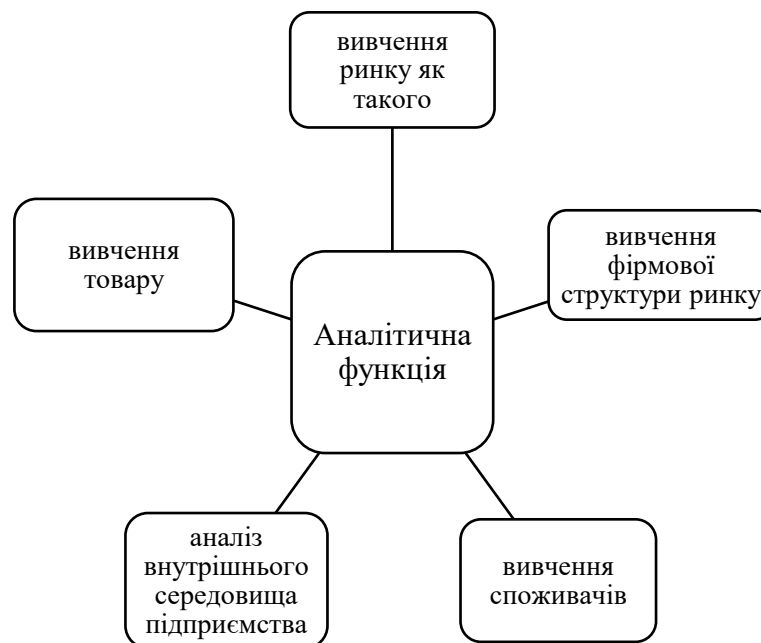 вивчення
ринку як
такого
вивчення
товару
вивчення
фірмової
структури ринку
Аналітична
функція
аналіз
внутрішнього
середовища
підприємства
вивчення
споживачів